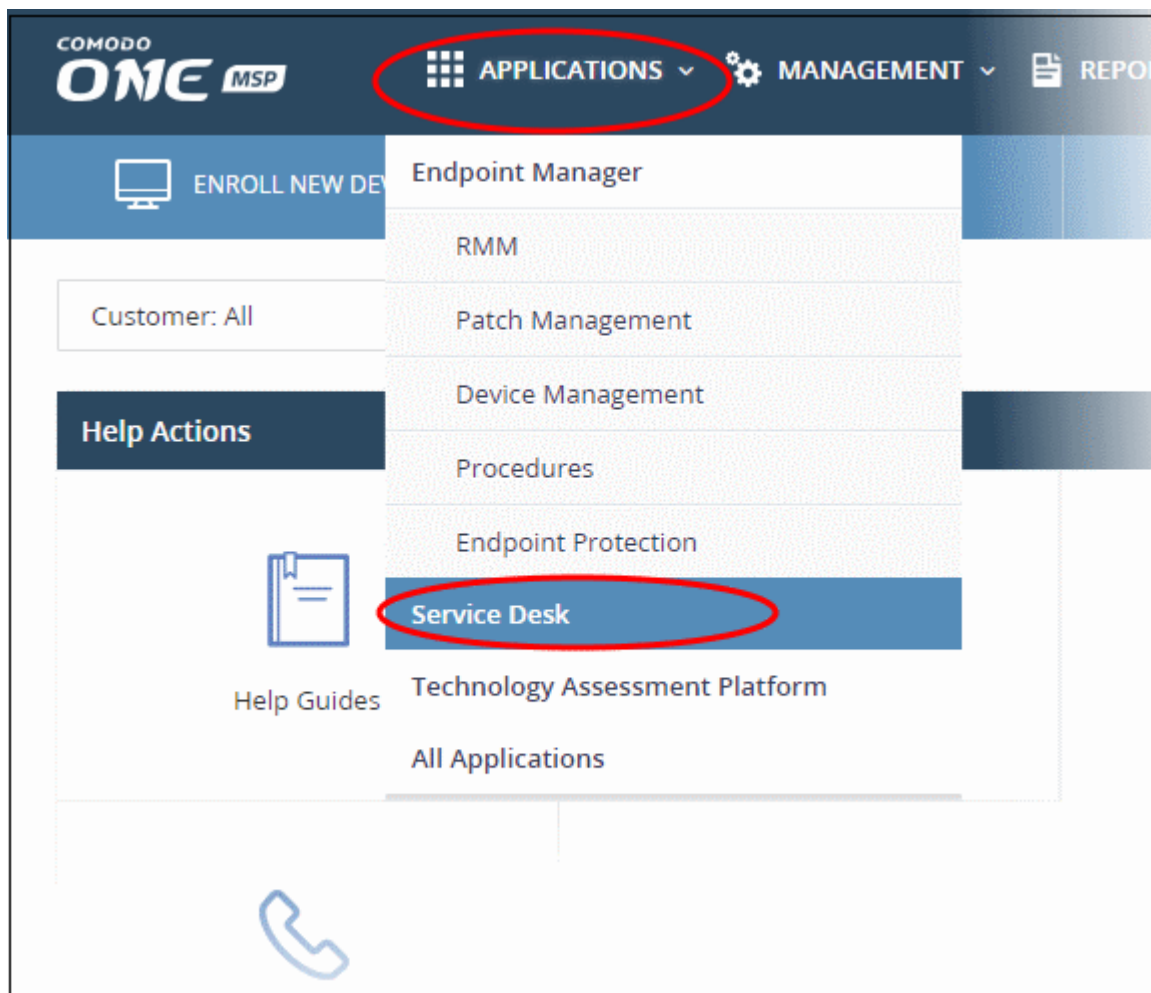 COMODO
ONE MSP
APPLICATIONS
MANAGEMENT
ENROLL NEW
Endpoint Manager
RMM
Customer: All
Patch Management
Device Management
Help Actions
Procedures
Endpoint Protection
Service Desk
Help Guides
Technology Assessment Platform
All Applications